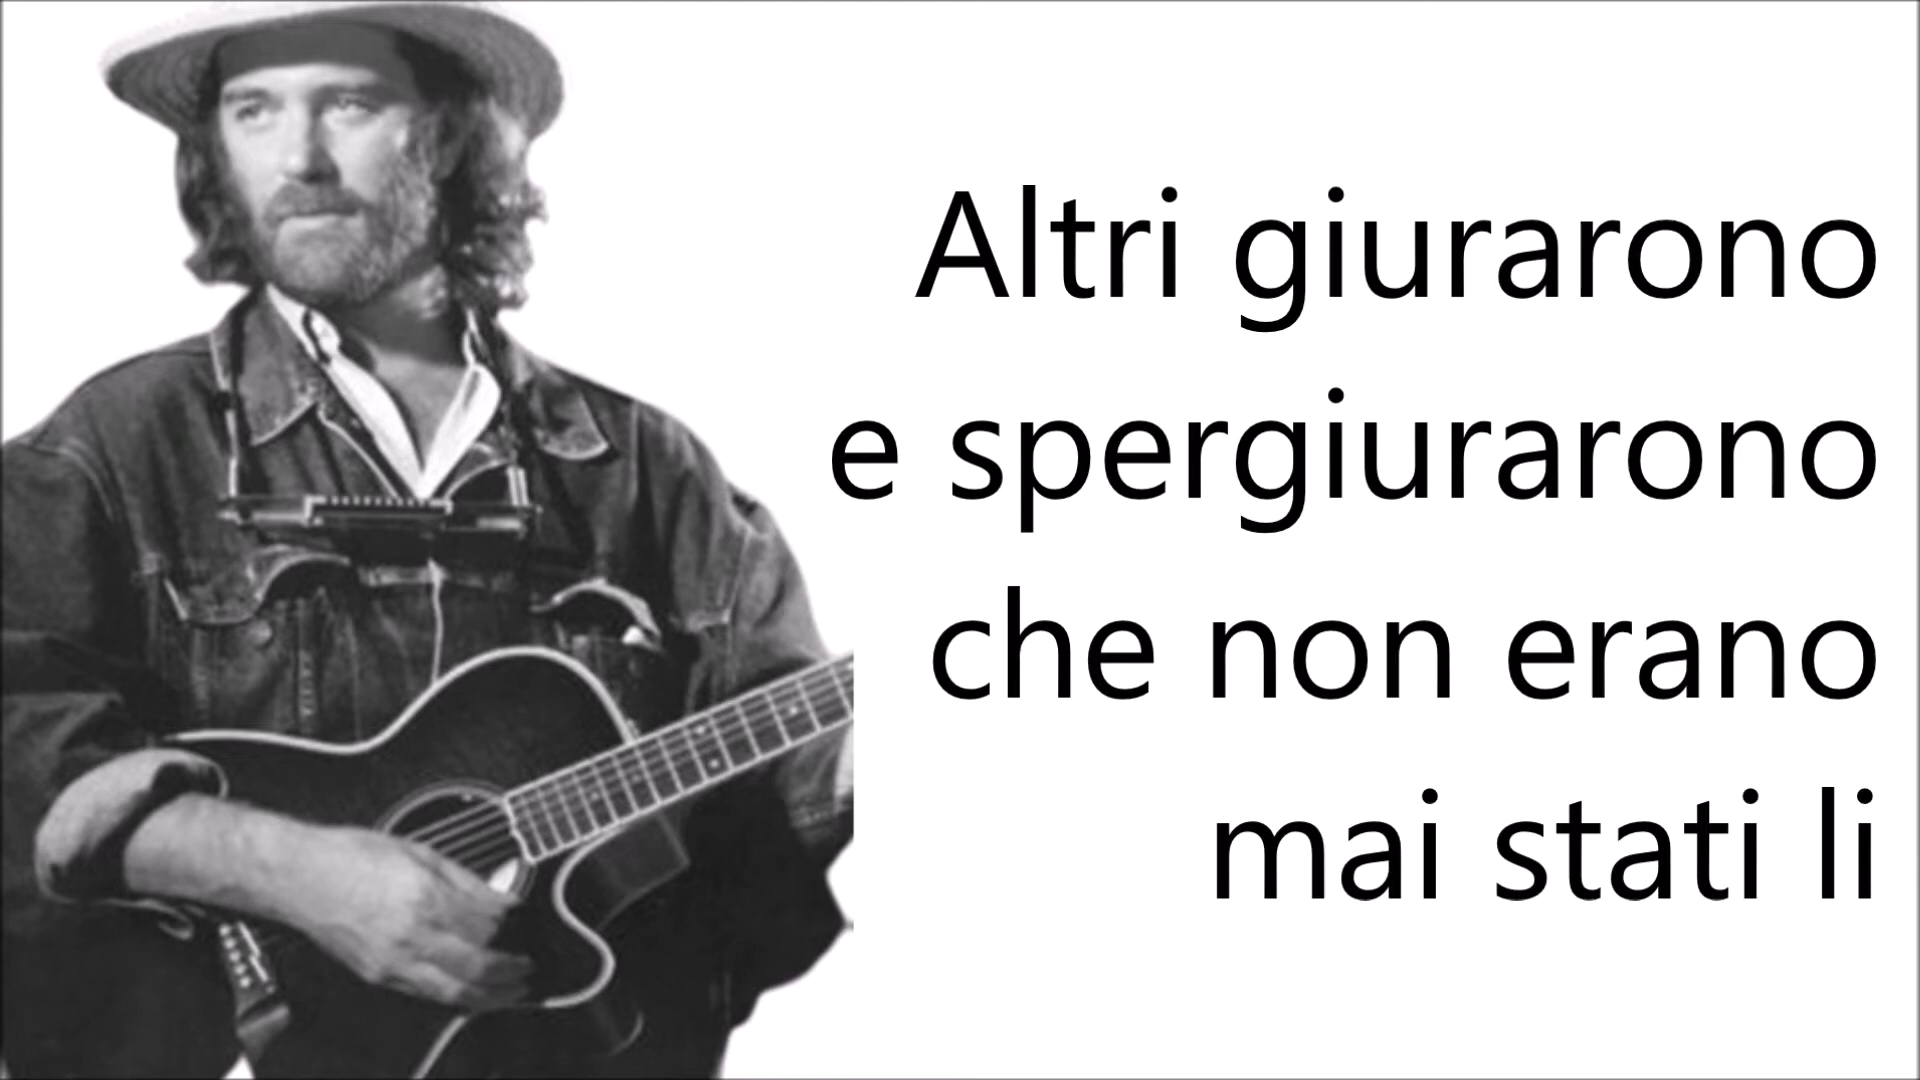 Altri giurarono
e spergiurarono
che non erano
mai stati li